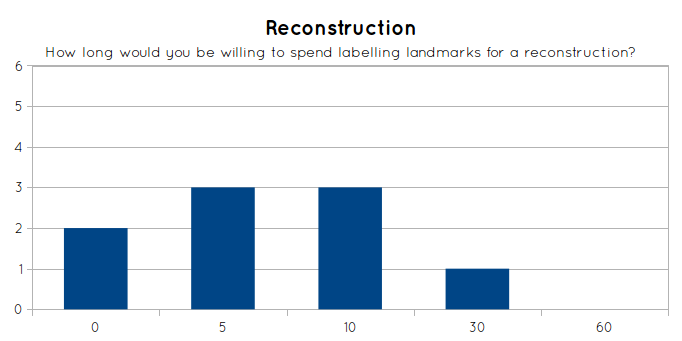 Reconstruction
How long would you be willing to spend labelling landmarks for a reconstruction?
6
5
4
3
2
1
0
0 5 10 30 60